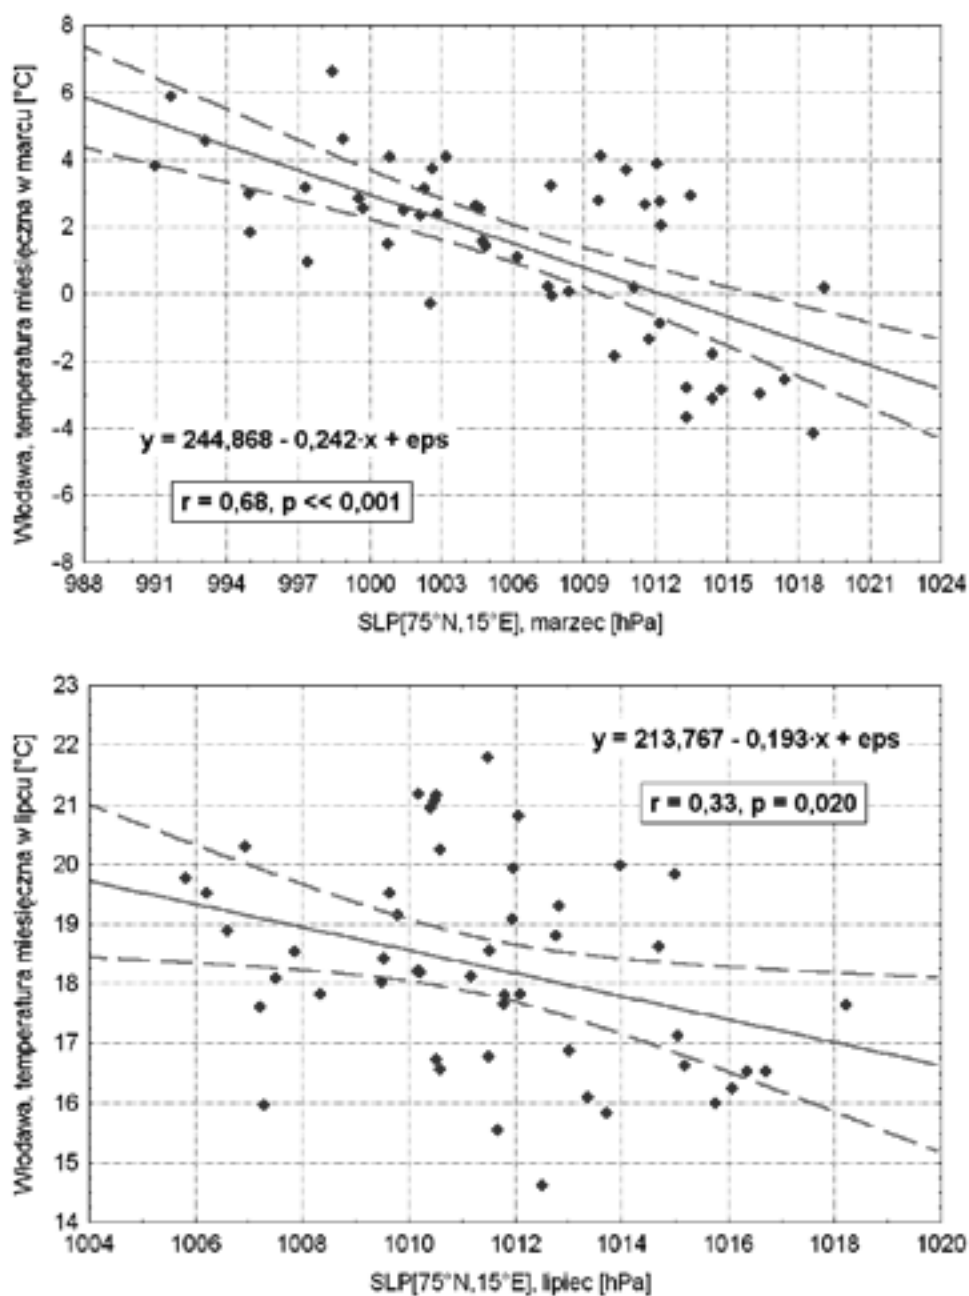 Włodawa, temperatura miesięczna w marcu [°C]
8
6
4
2
0
-2
-4
-6
-8
y = 244,868 - 0,242·x + eps
r = 0,68, p << 0,001
988 991 994 997 1000 1003 1006 1009 1012 1015 1018 1021 1024
SLP[75°N,15°E], marzec [hPa]
Włodawa, temperatura miesięczna w lipcu [°C]
23
22
21
20
19
18
17
16
15
14
y = 213,767 - 0,193·x + eps
r = 0,33, p = 0,020
1004 1006 1008 1010 1012 1014 1016 1018 1020
SLP[75°N,15°E], lipiec [hPa]